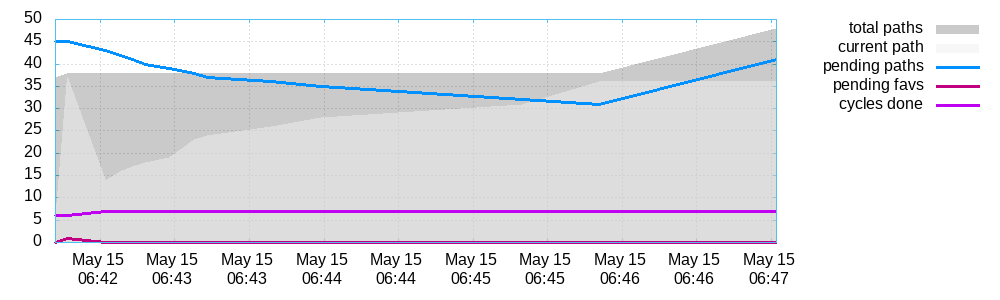 50
45
40
35
30
25
20
15
10
5
0
May 15 May 15 May 15 May 15 May 15 May 15 May 15 May 15 May 15 May 15
06:42 06:43 06:43 06:44 06:44 06:45 06:45 06:46 06:46 06:47
total paths
current path
pending paths
pending favs
cycles done